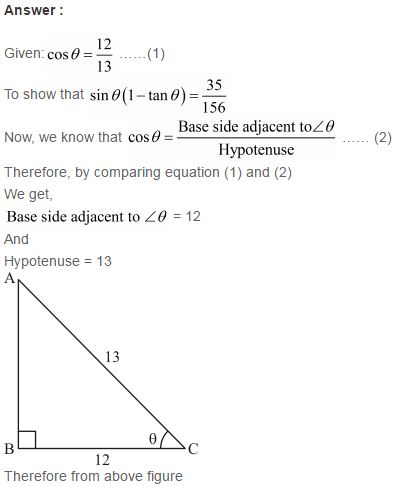 Answer :
Given: cos θ = 12/13 ......(1)
To show that sin θ (1 − tan θ) = 35/156
Now, we know that cos θ = Base side adjacent to∠θ / Hypotenuse ...... (2)
Therefore, by comparing equation (1) and (2)
We get,
Base side adjacent to ∠θ = 12
And
Hypotenuse = 13
A
13
B
θ
C
12
Therefore from above figure